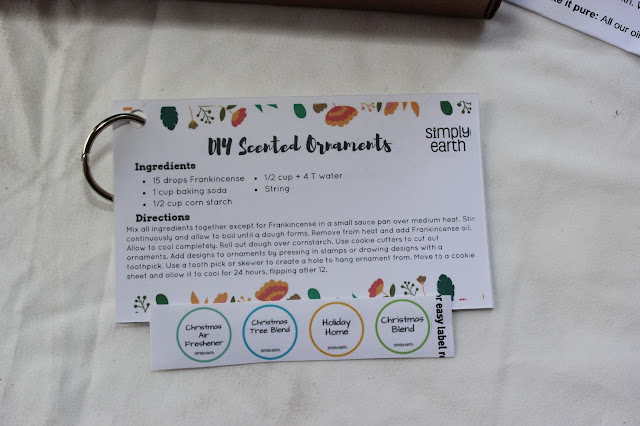 e it pure: All our oil
DIY Scented Ornaments
simply
earth
Ingredients
• 15 drops Frankincense
• 1 cup baking soda
• 1/2 cup corn starch
• 1/2 cup + 4 T water
• String
Directions
Mix all ingredients together except for Frankincense in a small sauce pan over medium heat. Stir
continuously and allow to boil until a dough forms. Remove from heat and add Frankincense oil.
Allow to cool completely. Roll out dough over cornstarch. Use cookie cutters to cut out
ornaments. Add designs to ornaments by pressing in stamps or drawing designs with a
toothpick. Use a tooth pick or skewer to create a hole to hang ornament from. Move to a cookie
sheet and allow it to cool for 24 hours, flipping after 12.
Christmas
Air
Freshener
Christmas
Tree Blend
Holiday
Home
Christmas
Blend
or easy label re